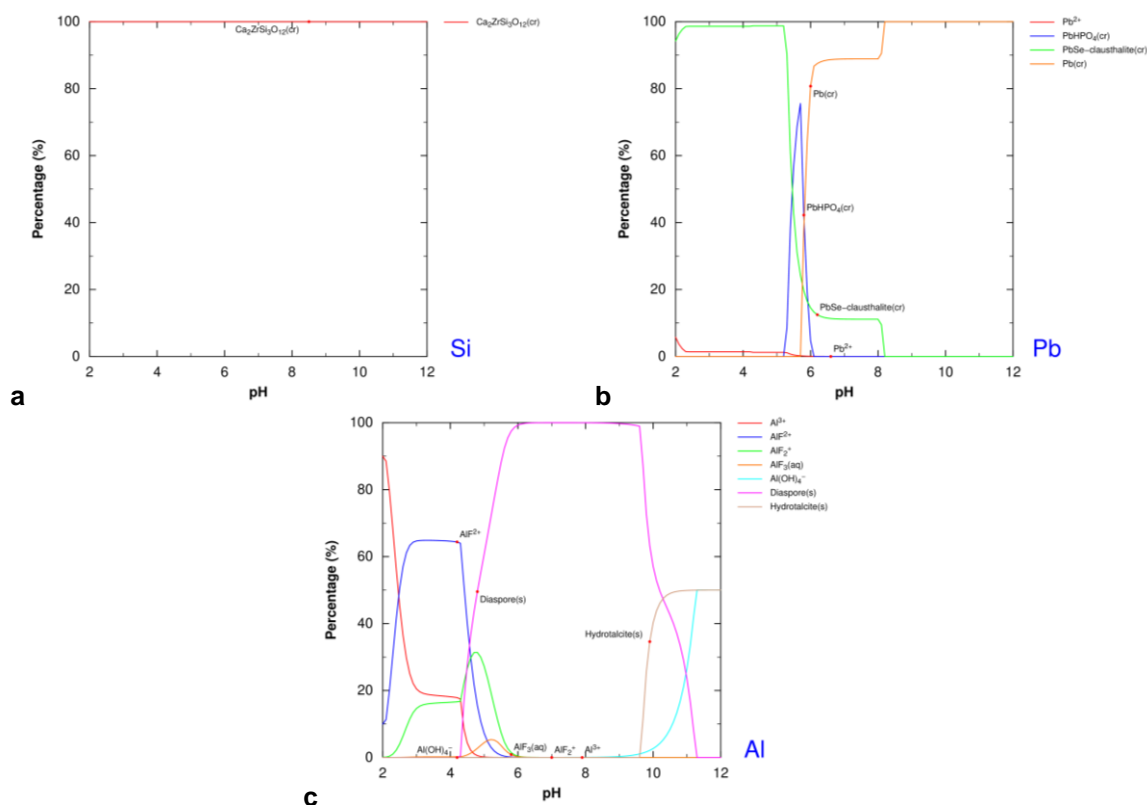 100
80
60
40
20
0
Percentage (%)
2 4 6 8 10 12
pH
Ca₂ZrSi₃O₁₂(cr)
Ca₂ZrSi₃O₁₂(cr)
Si
a
100
80
60
40
20
0
Percentage (%)
2 4 6 8 10 12
pH
Pb(cr)
PbHPO₄(cr)
PbSe−clausthalite(cr)
Pb²⁺
Pb²⁺
PbHPO₄(cr)
PbSe−clausthalite(cr)
Pb(cr)
Pb
b
100
80
60
40
20
0
Percentage (%)
2 4 6 8 10 12
pH
AlF²⁺
Diaspore(s)
Hydrotalcite(s)
Al(OH)₄⁻
AlF₃(aq)
AlF₂⁺
Al³⁺
Al³⁺
AlF²⁺
AlF₂⁺
AlF₃(aq)
Al(OH)₄⁻
Diaspore(s)
Hydrotalcite(s)
Al
c